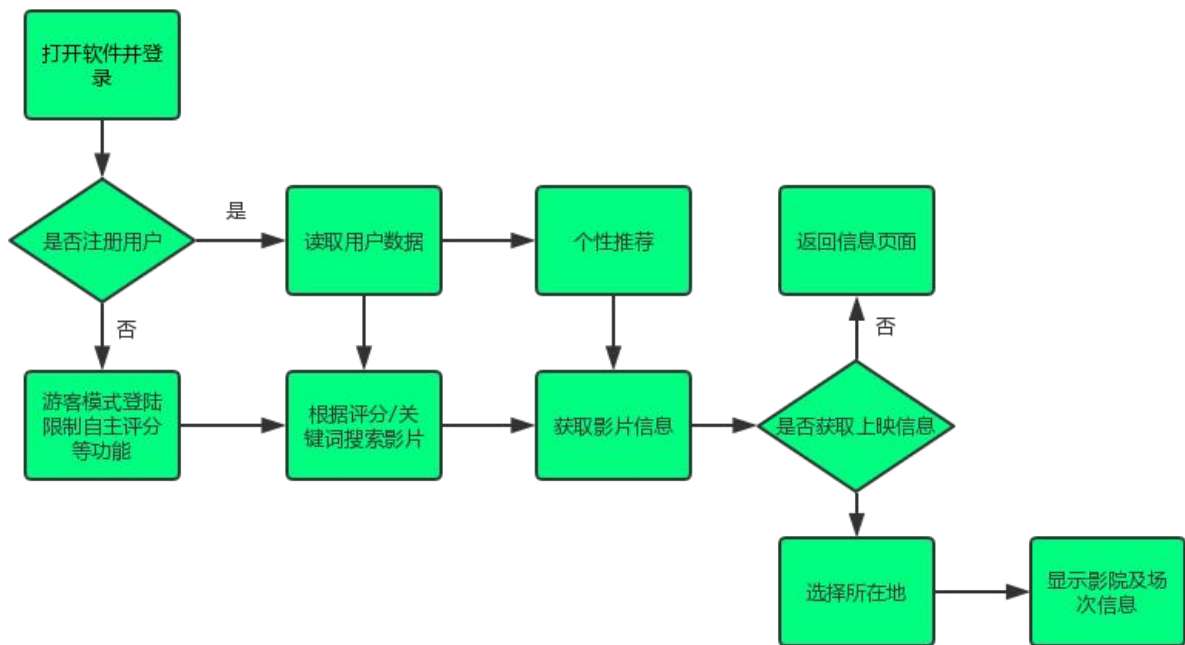 打开软件并登
录
是
是否注册用户
读取用户数据
个性推荐
返回信息页面
否
否
游客模式登陆
限制自主评分
等功能
根据评分/关
键词搜索影片
获取影片信息
是否获取上映信息
选择所在地
显示影院及场
次信息